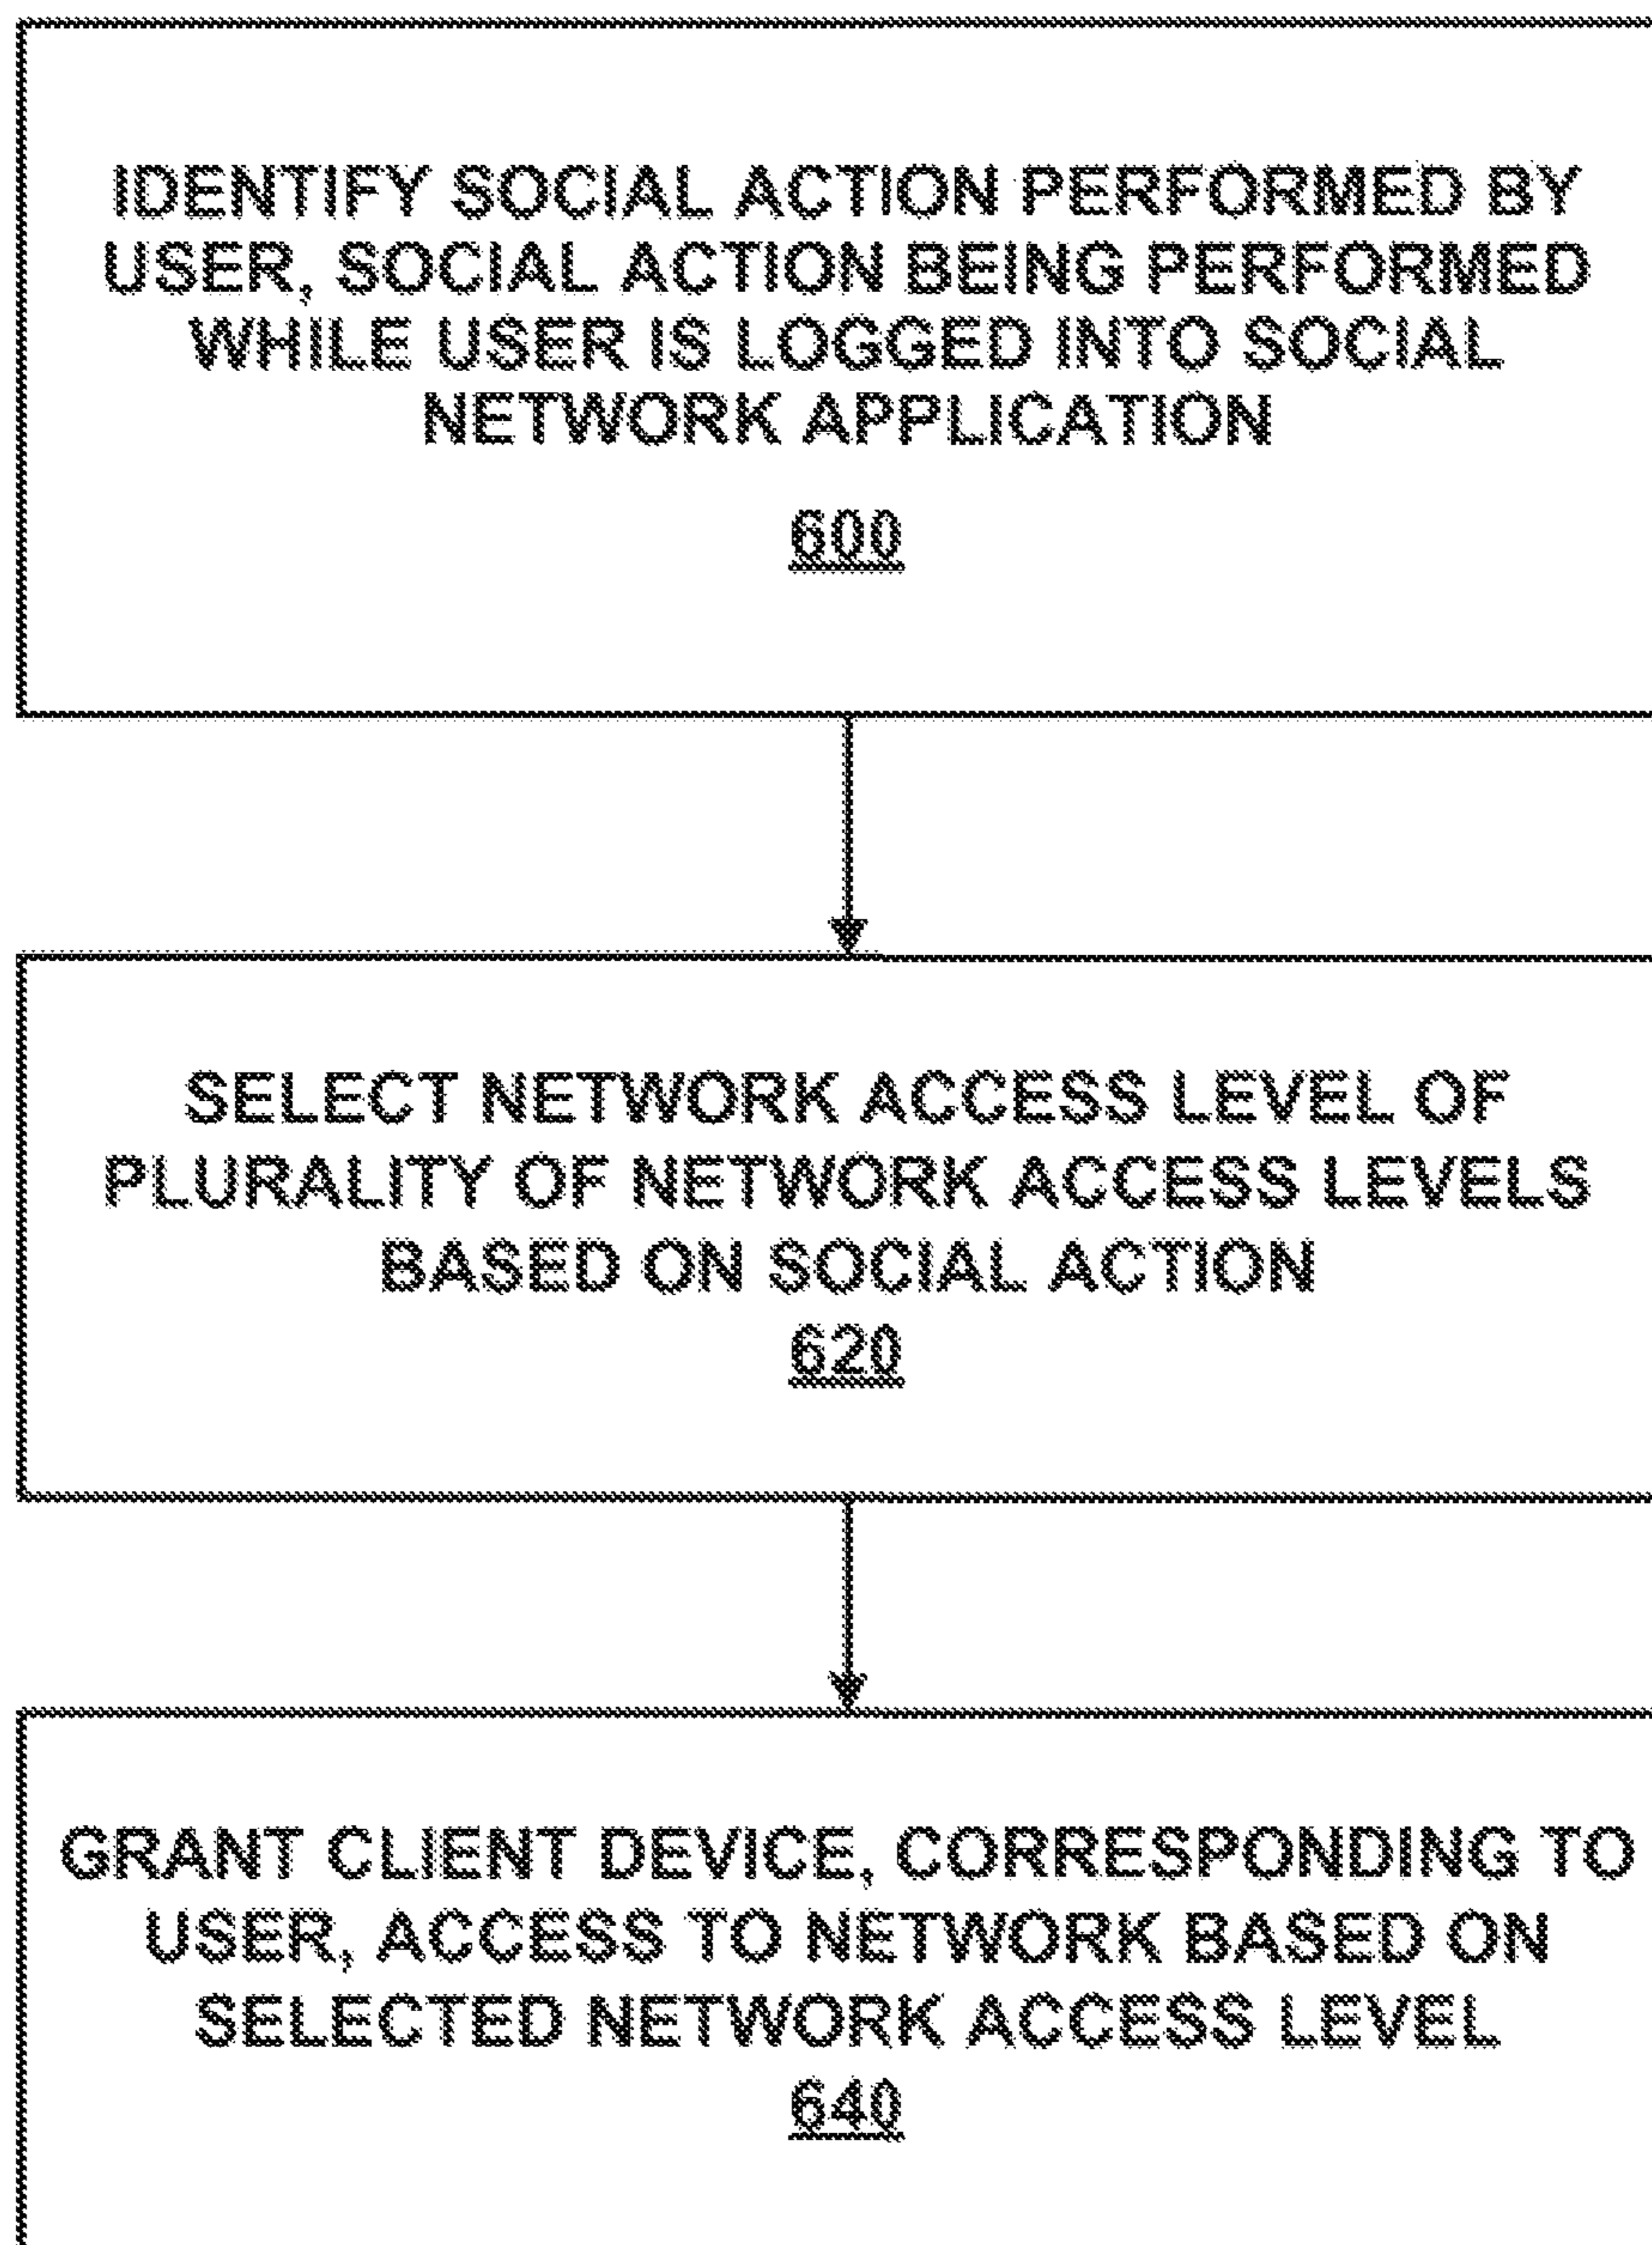 IDENTIFY SOCIAL ACTION PERFORMED BY
USER, SOCIAL ACTION BEING PERFORMED
WHILE USER IS LOGGED INTO SOCIAL
NETWORK APPLICATION
600
SELECT NETWORK ACCESS LEVEL OF
PLURALITY OF NETWORK ACCESS LEVELS
BASED ON SOCIAL ACTION
620
GRANT CLIENT DEVICE, CORRESPONDING TO
USER, ACCESS TO NETWORK BASED ON
SELECTED NETWORK ACCESS LEVEL
640